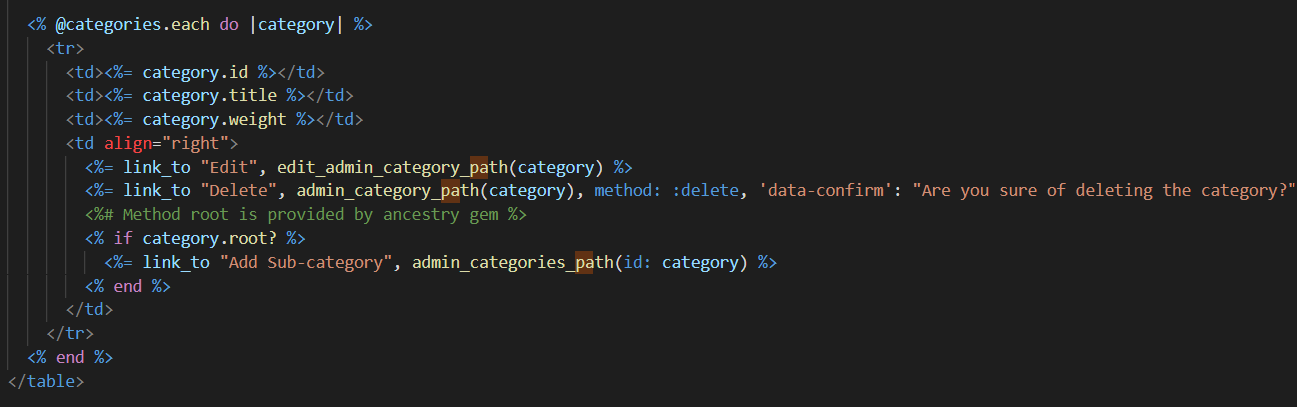 <% @categories.each do |category| %>
<tr>
<td><%= category.id %></td>
<td><%= category.title %></td>
<td><%= category.weight %></td>
<td align="right">
<%= link_to "Edit", edit_admin_category_path(category) %>
<%= link_to "Delete", admin_category_path(category), method: :delete, 'data-confirm': "Are you sure of deleting the category?"
<%# Method root is provided by ancestry gem %>
<% if category.root? %>
<%= link_to "Add Sub-category", admin_categories_path(id: category) %>
<% end %>
</td>
</tr>
<% end %>
</table>